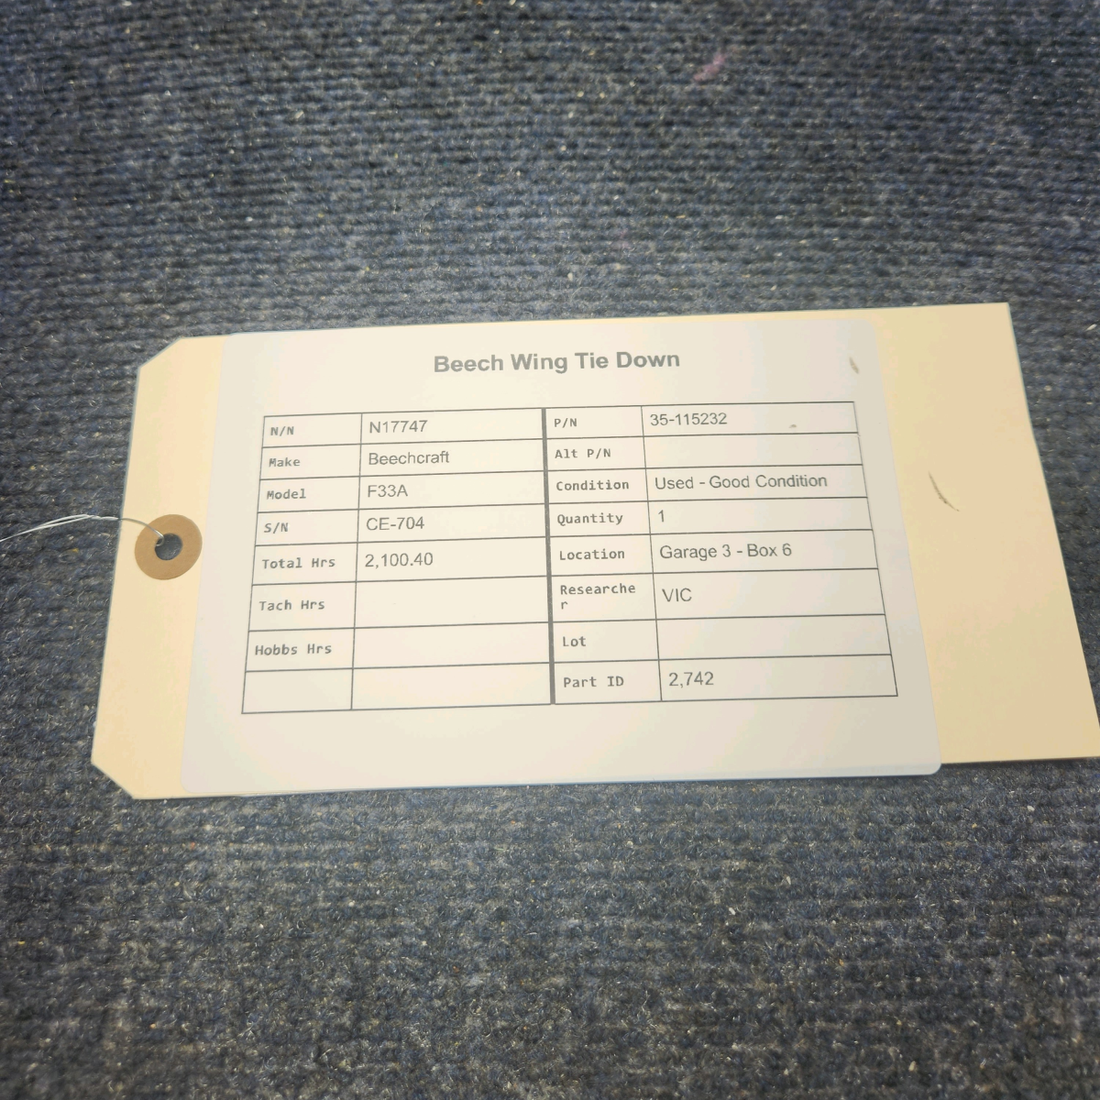 Beech Wing Tie Down
N/N N17747 P/N 35-115232
Make Beechcraft Alt P/N
Model F33A Condition Used - Good Condition
S/N CE-704 Quantity 1
Total Hrs 2,100.40 Location Garage 3 - Box 6
Tach Hrs Researche
r VIC
Hobbs Hrs Lot
Part ID 2,742